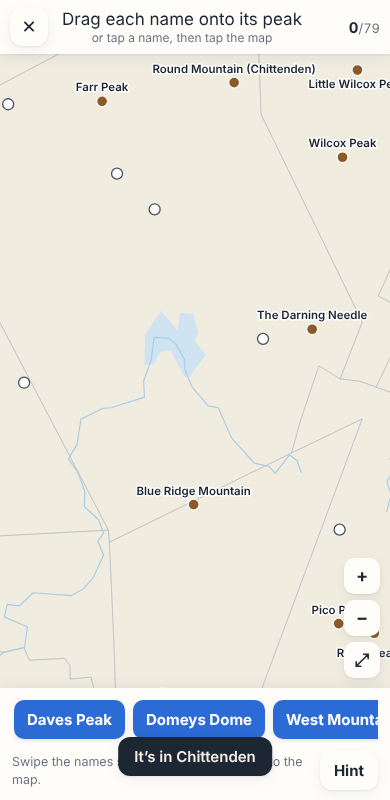 Drag each name onto its peak
or tap a name, then tap the map
0/79
Round Mountain (Chittenden)
Farr Peak
Little Wilcox Pe
Wilcox Peak
The Darning Needle
Blue Ridge Mountain
Pico P
Daves Peak
Domeys Dome
West Mounta
Swipe the names
to the
map.
It's in Chittenden
Hint